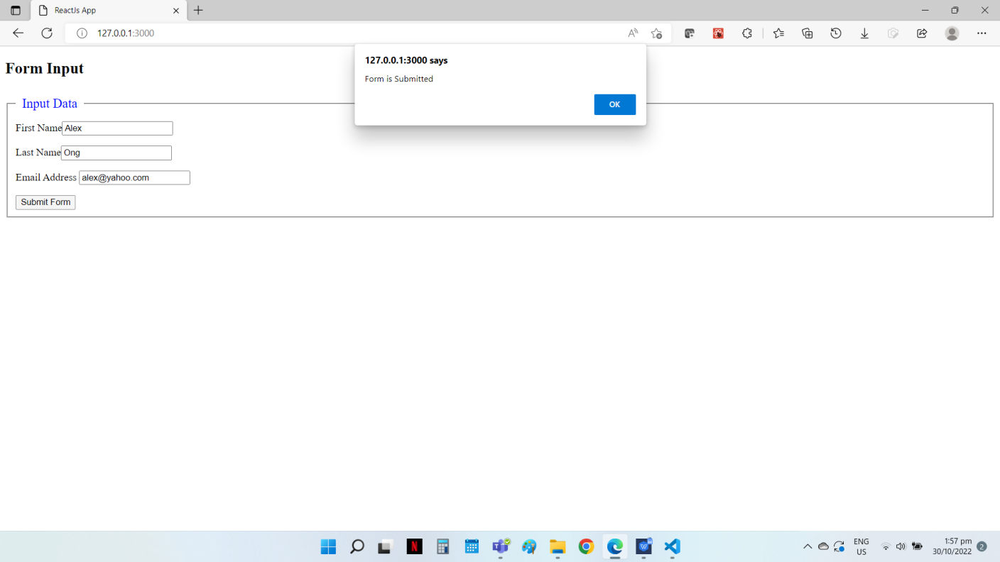 ReactJs App
127.0.0.1:3000
Form Input
127.0.0.1:3000 says
Form is Submitted
OK
Input Data
First Name Alex
Last Name Ong
Email Address alex@yahoo.com
Submit Form
ENG
US
1:57 pm
30/10/2022
2